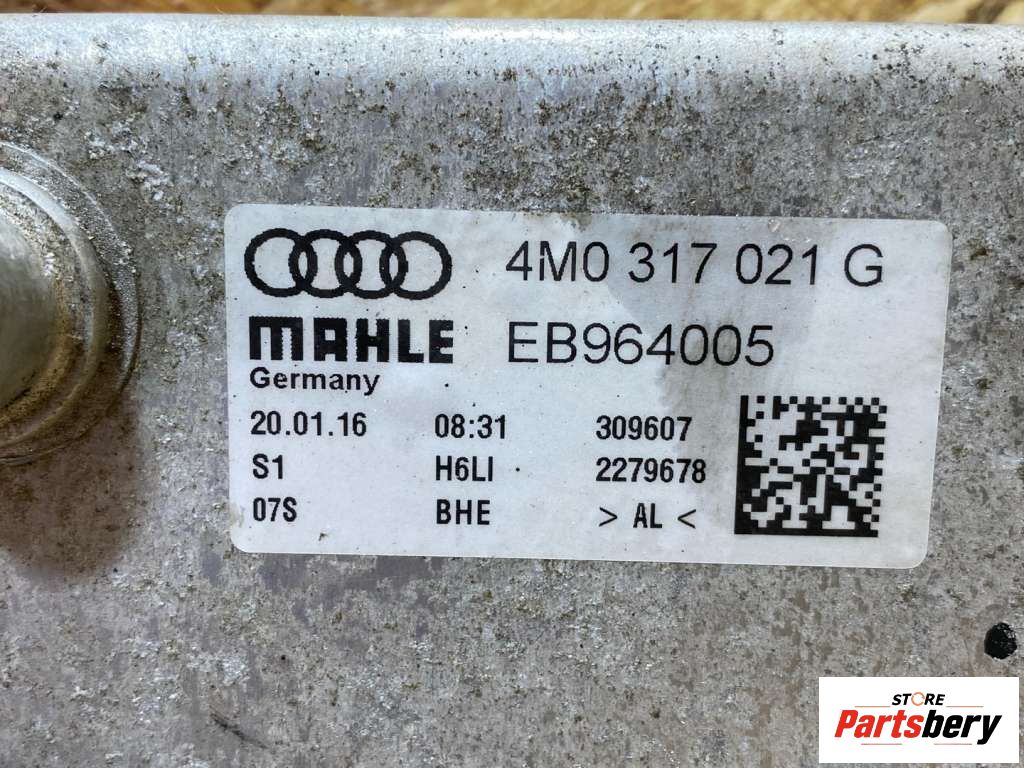 4M0 317 021 G
MAHLE EB964005
Germany
20.01.16 08:31 309607
S1 H6LI 2279678
07S BHE > AL <
STORE
Partsbery